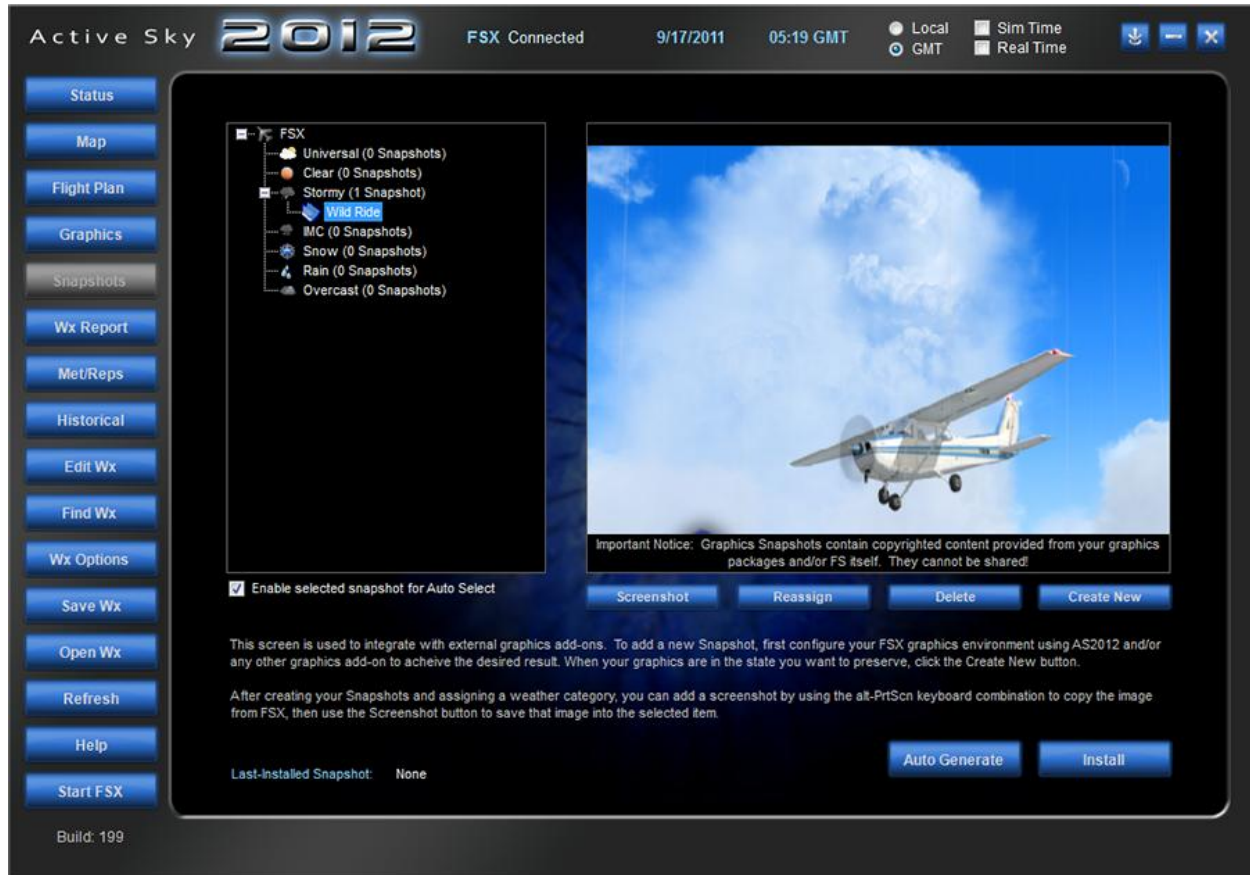 Active Sky 2012
FSX Connected
9/17/2011
05:19 GMT
Local
GMT
Sim Time
Real Time
Status
Map
Flight Plan
Graphics
Snapshots
Wx Report
Met/Reps
Historical
Edit Wx
Find Wx
Wx Options
Save Wx
Open Wx
Refresh
Help
Start FSX
Build: 199
FSX
Universal (0 Snapshots)
Clear (0 Snapshots)
Stormy (1 Snapshot)
Wild Ride
IMC (0 Snapshots)
Snow (0 Snapshots)
Rain (0 Snapshots)
Overcast (0 Snapshots)
Enable selected snapshot for Auto Select
Important Notice: Graphics Snapshots contain copyrighted content provided from your graphics
packages and/or FS itself. They cannot be shared!
Screenshot
Reassign
Delete
Create New
This screen is used to integrate with external graphics add-ons. To add a new Snapshot, first configure your FSX graphics environment using AS2012 and/or
any other graphics add-on to acheive the desired result. When your graphics are in the state you want to preserve, click the Create New button.
After creating your Snapshots and assigning a weather category, you can add a screenshot by using the alt-PrtScn keyboard combination to copy the image
from FSX, then use the Screenshot button to save that image into the selected item.
Auto Generate
Install
Last-Installed Snapshot: None